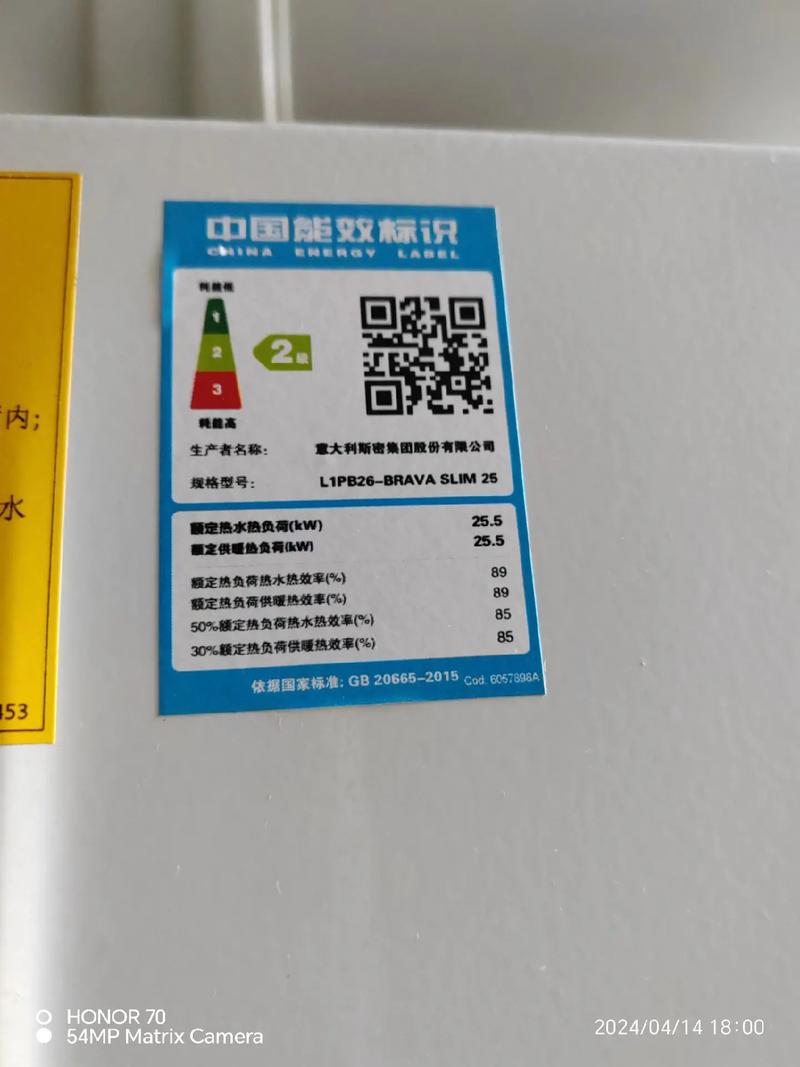 中国能效标识
CHINA ENERGY LABEL
耗能低
1
2
3
2级
耗能高
生产者名称: 意大利斯密集团股份有限公司
规格型号: L1PB26-BRAVA SLIM 25
额定热水热负荷(kW) 25.5
额定供暖热负荷(kW) 25.5
额定热负荷热水热效率(%) 89
额定热负荷供暖热效率(%) 89
50%额定热负荷热水热效率(%) 85
30%额定热负荷供暖热效率(%) 85
依据国家标准: GB 20665-2015 Cod. 6057898A
内;
水
453
HONOR 70
54MP Matrix Camera
2024/04/14 18:00